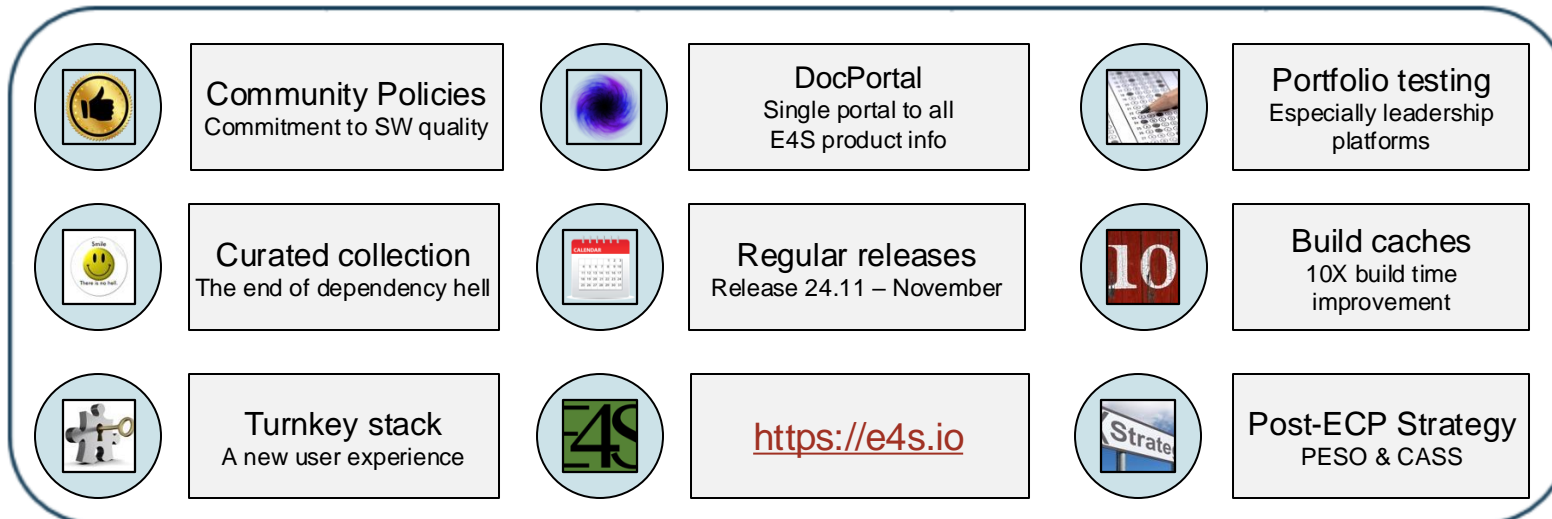 Community Policies
Commitment to SW quality
DocPortal
Single portal to all
E4S product info
Portfolio testing
Especially leadership
platforms
Smile
There is no hell.
Curated collection
The end of dependency hell
CALENDAR
Regular releases
Release 24.11 – November
10
Build caches
10X build time
improvement
Turnkey stack
A new user experience
E4S
https://e4s.io
Strate
Post-ECP Strategy
PESO & CASS